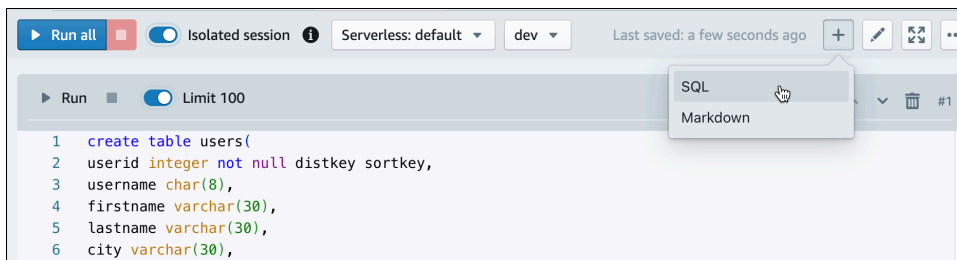 Run all Isolated session Serverless: default dev Last saved: a few seconds ago
SQL
Run Limit 100 #1
Markdown
1 create table users(
2 userid integer not null distkey sortkey,
3 username char(8),
4 firstname varchar(30),
5 lastname varchar(30),
6 city varchar(30),